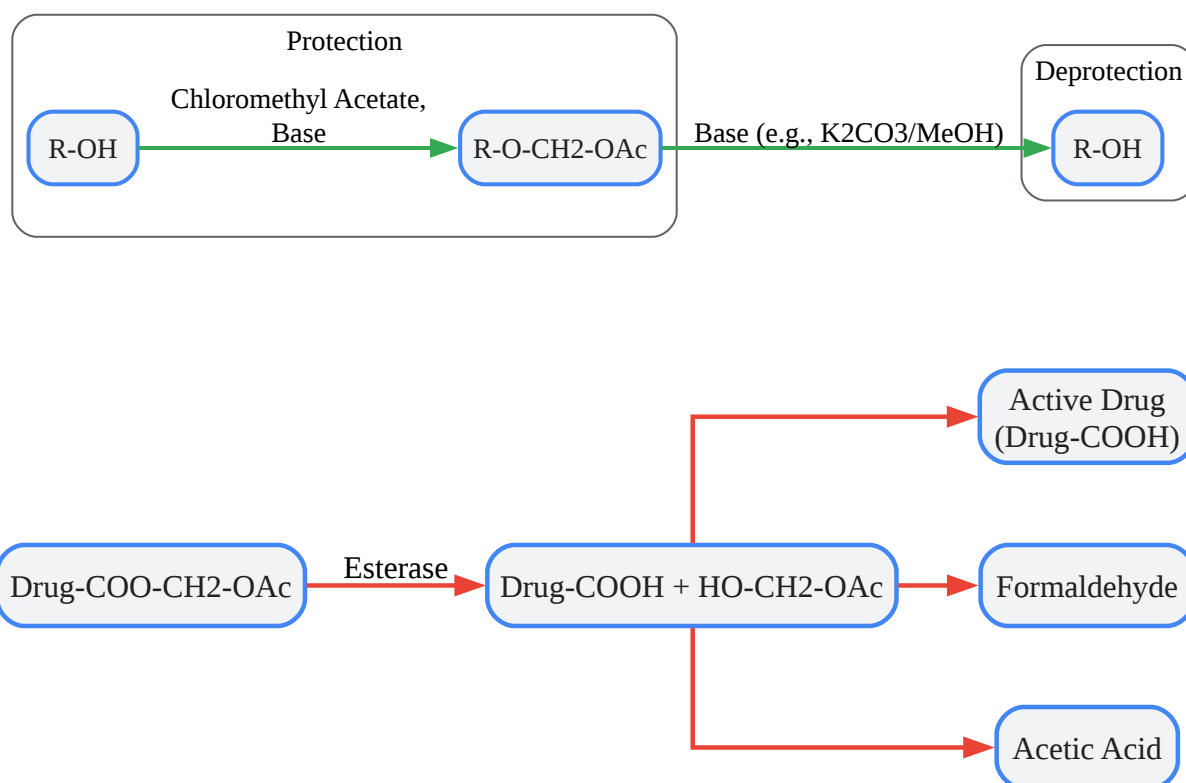 Protection
Deprotection
Chloromethyl Acetate,
Base
R-OH
R-O-CH2-OAc
Base (e.g., K2CO3/MeOH)
R-OH
Active Drug
(Drug-COOH)
Drug-COO-CH2-OAc
Esterase
Drug-COOH + HO-CH2-OAc
Formaldehyde
Acetic Acid